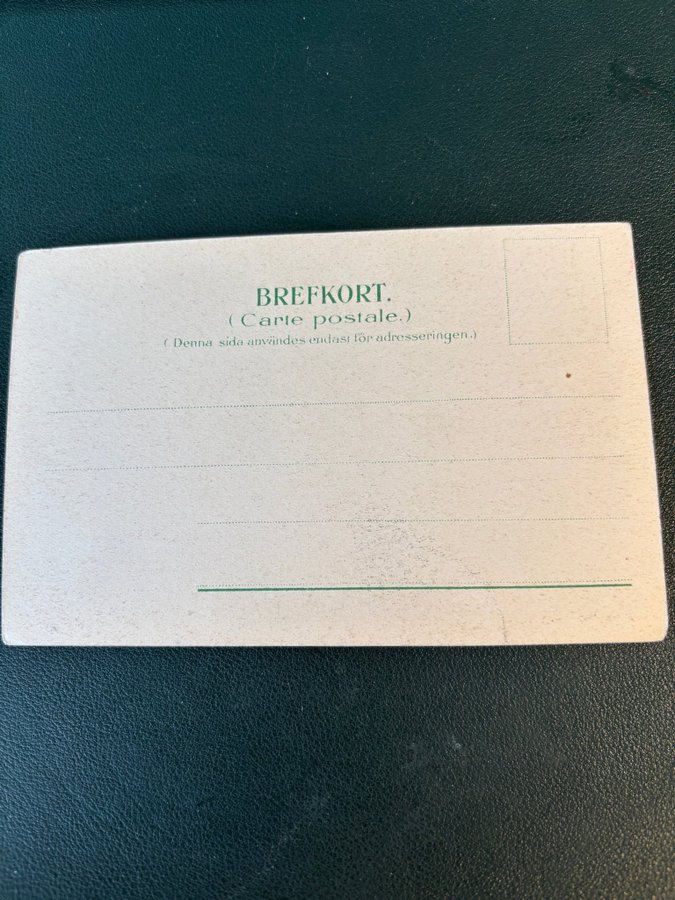 BREFKORT.
(Carte postale.)
(Denna sida användes endast för adresseringen.)